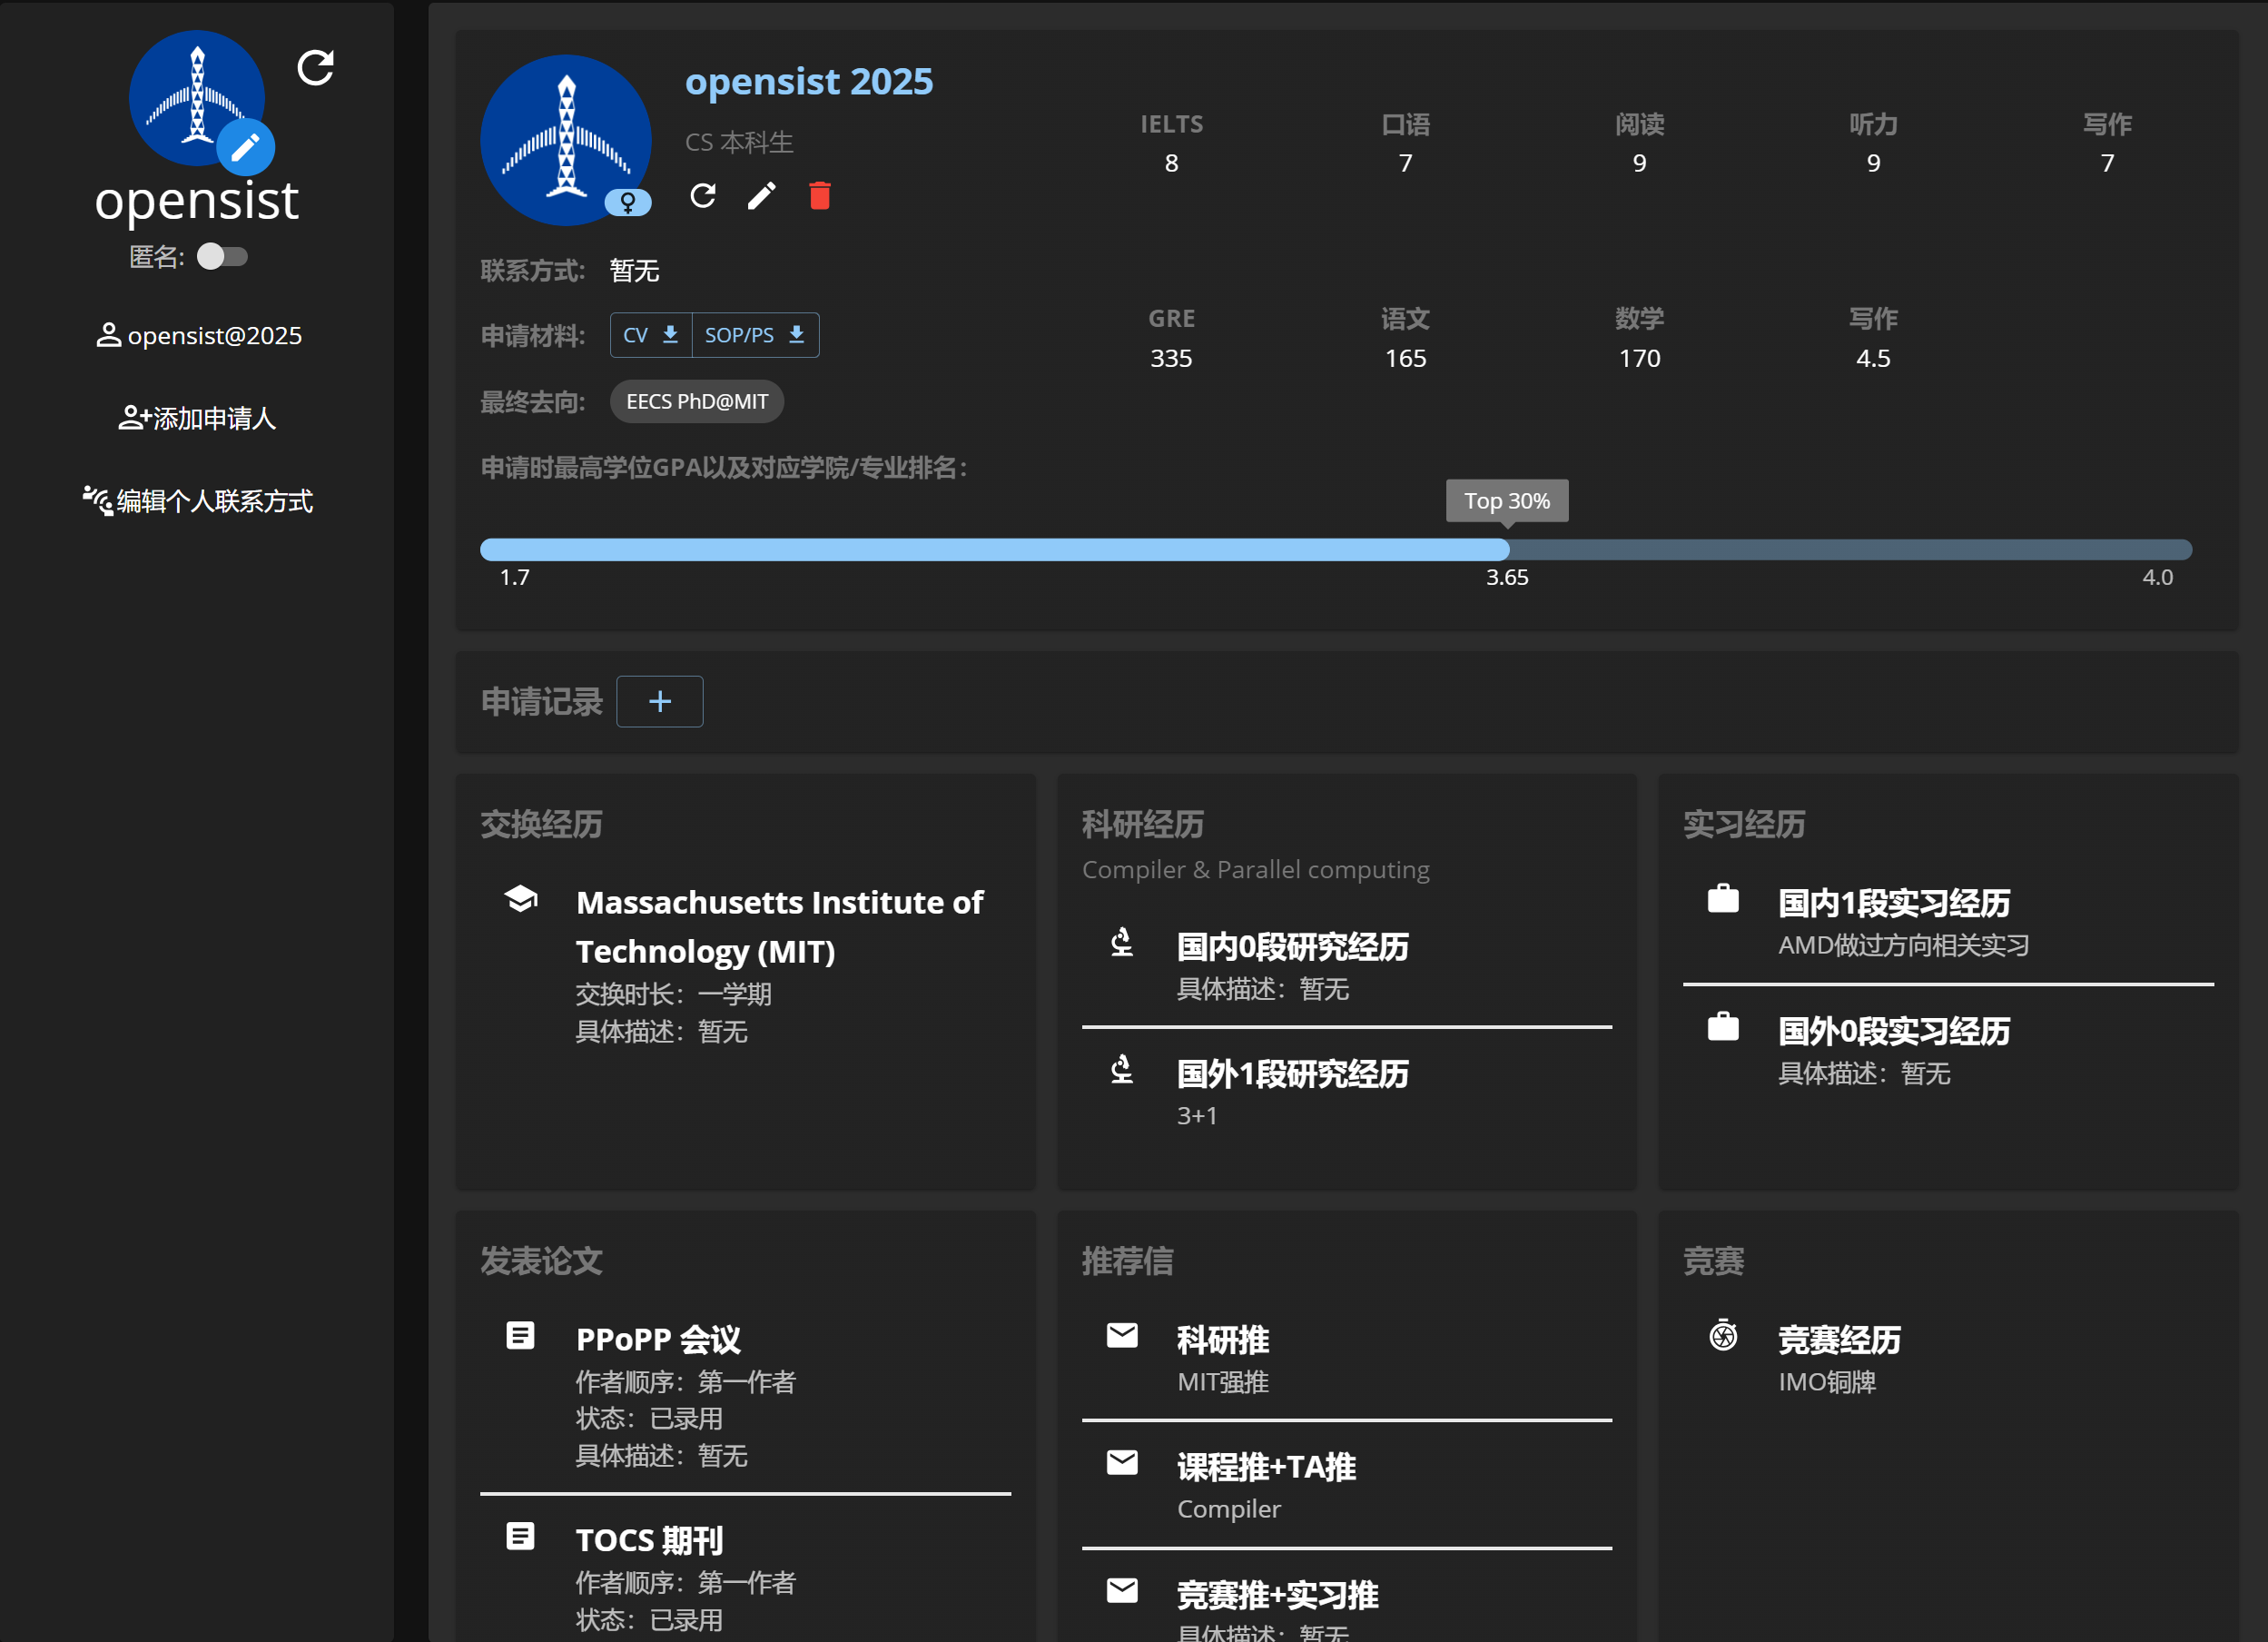 opensist
匿名:
opensist@2025
添加申请人
编辑个人联系方式
opensist 2025
CS 本科生
IELTS 口语 阅读 听力 写作
8 7 9 9 7
联系方式: 暂无
申请材料: CV SOP/PS
最终去向: EECS PhD@MIT
GRE 语文 数学 写作
335 165 170 4.5
申请时最高学位GPA以及对应学院/专业排名:
Top 30%
1.7 3.65 4.0
申请记录
交换经历
Massachusetts Institute of
Technology (MIT)
交换时长：一学期
具体描述：暂无
科研经历
Compiler & Parallel computing
国内0段研究经历
具体描述：暂无
国外1段研究经历
3+1
实习经历
国内1段实习经历
AMD做过方向相关实习
国外0段实习经历
具体描述：暂无
发表论文
PPoPP 会议
作者顺序：第一作者
状态：已录用
具体描述：暂无
TOCS 期刊
作者顺序：第一作者
状态：已录用
推荐信
科研推
MIT强推
课程推+TA推
Compiler
竞赛推+实习推
具体描述：暂无
竞赛
竞赛经历
IMO铜牌